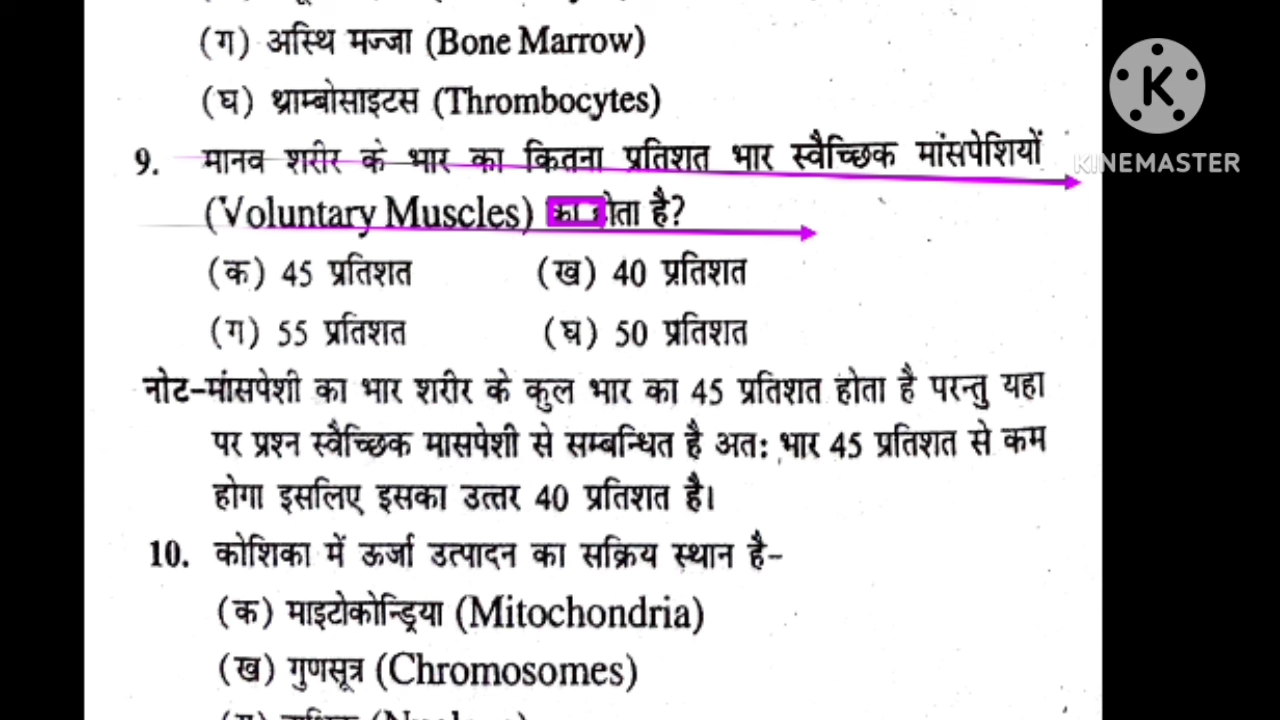 (ग) अस्थि मज्जा (Bone Marrow)
(घ) थ्राम्बोसाइटस (Thrombocytes)
9. मानव शरीर के भार का कितना प्रतिशत भार स्वैच्छिक मांसपेशियों
(Voluntary Muscles) का होता है?
(क) 45 प्रतिशत (ख) 40 प्रतिशत
(ग) 55 प्रतिशत (घ) 50 प्रतिशत
नोट-मांसपेशी का भार शरीर के कुल भार का 45 प्रतिशत होता है परन्तु यहा
पर प्रश्न स्वैच्छिक मासपेशी से सम्बन्धित है अतः भार 45 प्रतिशत से कम
होगा इसलिए इसका उत्तर 40 प्रतिशत है।
10. कोशिका में ऊर्जा उत्पादन का सक्रिय स्थान है-
(क) माइटोकोन्ड्रिया (Mitochondria)
(ख) गुणसूत्र (Chromosomes)
K
KINEMASTER